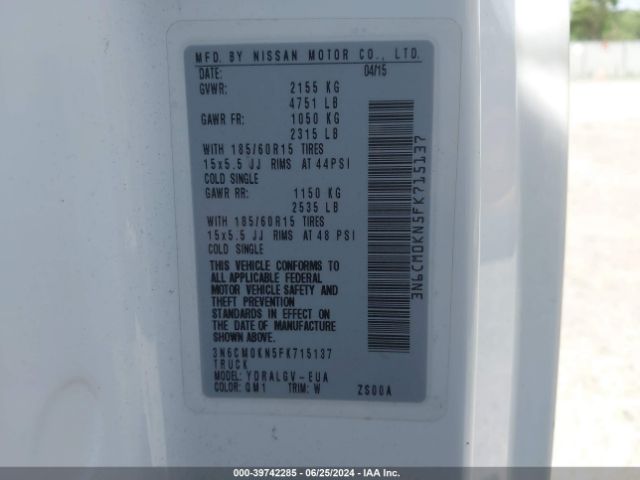 MFD. BY NISSAN MOTOR CO., LTD.
DATE: 04/15
GVWR: 2155 KG
4751 LB
GAWR FR: 1050 KG
2315 LB
WITH 185/60R15 TIRES
15x5.5 JJ RIMS AT 44PSI
COLD SINGLE
GAWR RR: 1150 KG
2535 LB
WITH 185/60R15 TIRES
15x5.5 JJ RIMS AT 48 PSI
COLD SINGLE
THIS VEHICLE CONFORMS TO
ALL APPLICABLE FEDERAL
MOTOR VEHICLE SAFETY AND
THEFT PREVENTION
STANDARDS IN EFFECT ON
THE DATE OF MANUFACTURE
SHOWN ABOVE.
3N6CM0KN5FK715137
TRUCK
MODEL: YDRALGV-EUA
COLOR: QM1 TRIM: W ZS00A
3N6CM0KN5FK715137
000-39742285 - 06/25/2024 - IAA Inc.